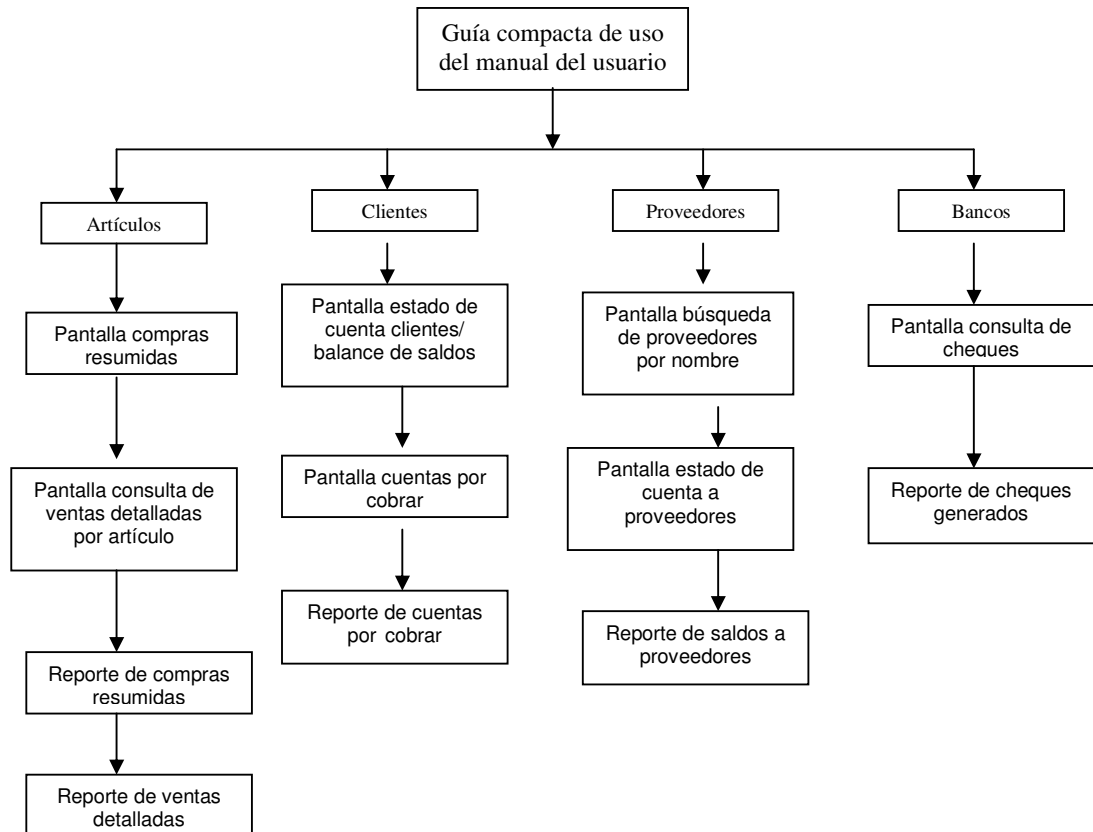 Guía compacta de uso
del manual del usuario
Artículos
Clientes
Proveedores
Bancos
Pantalla compras
resumidas
Pantalla estado de
cuenta clientes/
balance de saldos
Pantalla búsqueda
de proveedores
por nombre
Pantalla consulta de
cheques
Pantalla consulta de
ventas detalladas
por artículo
Pantalla cuentas por
cobrar
Pantalla estado de
cuenta a
proveedores
Reporte de cheques
generados
Reporte de compras
resumidas
Reporte de cuentas
por cobrar
Reporte de saldos a
proveedores
Reporte de ventas
detalladas